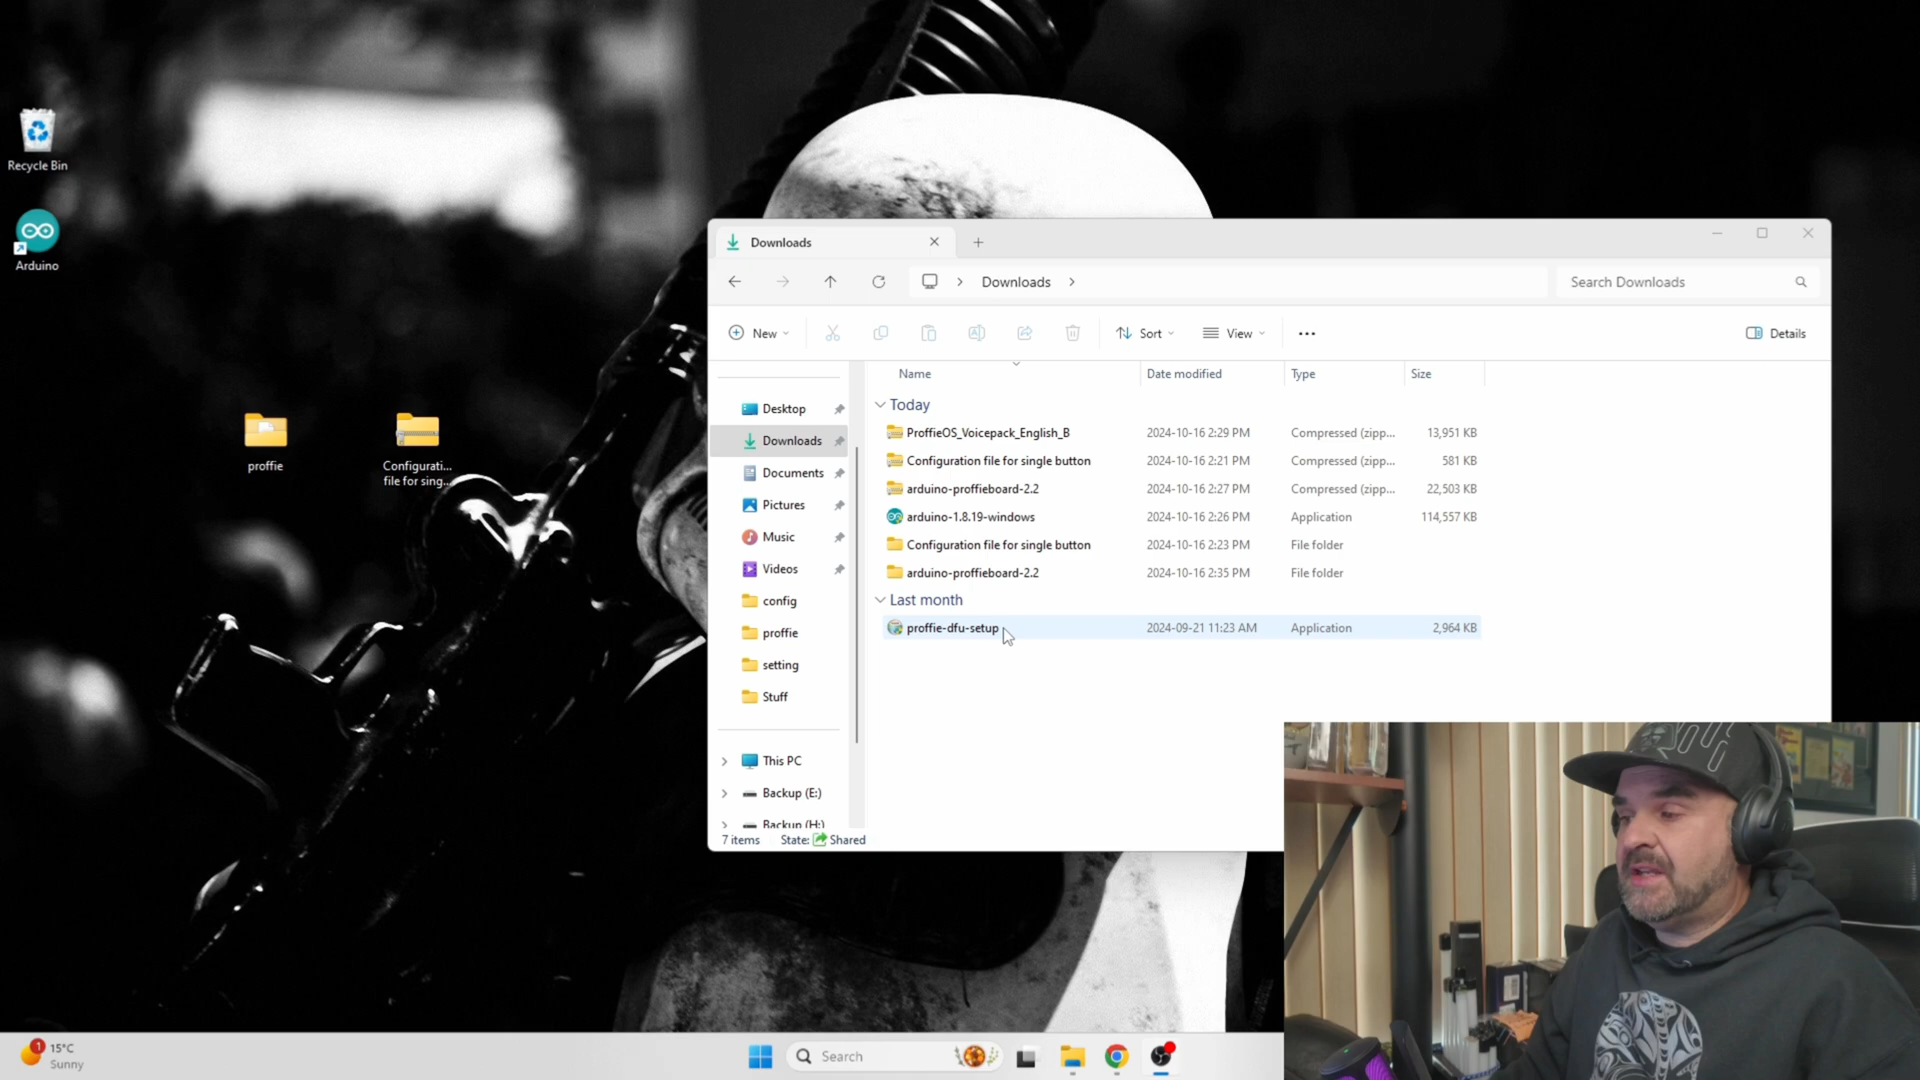 Recycle Bin
Arduino
proffie
Configurati...
file for sing...
Downloads
Downloads
Search Downloads
New
Sort
View
Details
Name Date modified Type Size
Today
ProffieOS_Voicepack_English_B 2024-10-16 2:29 PM Compressed (zipp... 13,951 KB
Configuration file for single button 2024-10-16 2:21 PM Compressed (zipp... 581 KB
arduino-proffieboard-2.2 2024-10-16 2:27 PM Compressed (zipp... 22,503 KB
arduino-1.8.19-windows 2024-10-16 2:26 PM Application 114,557 KB
Configuration file for single button 2024-10-16 2:23 PM File folder
arduino-proffieboard-2.2 2024-10-16 2:35 PM File folder
Last month
proffie-dfu-setup 2024-09-21 11:23 AM Application 2,964 KB
Desktop
Downloads
Documents
Pictures
Music
Videos
config
proffie
setting
Stuff
This PC
Backup (E:)
Backup (H:)
7 items State: Shared
1
15°C
Sunny
Search